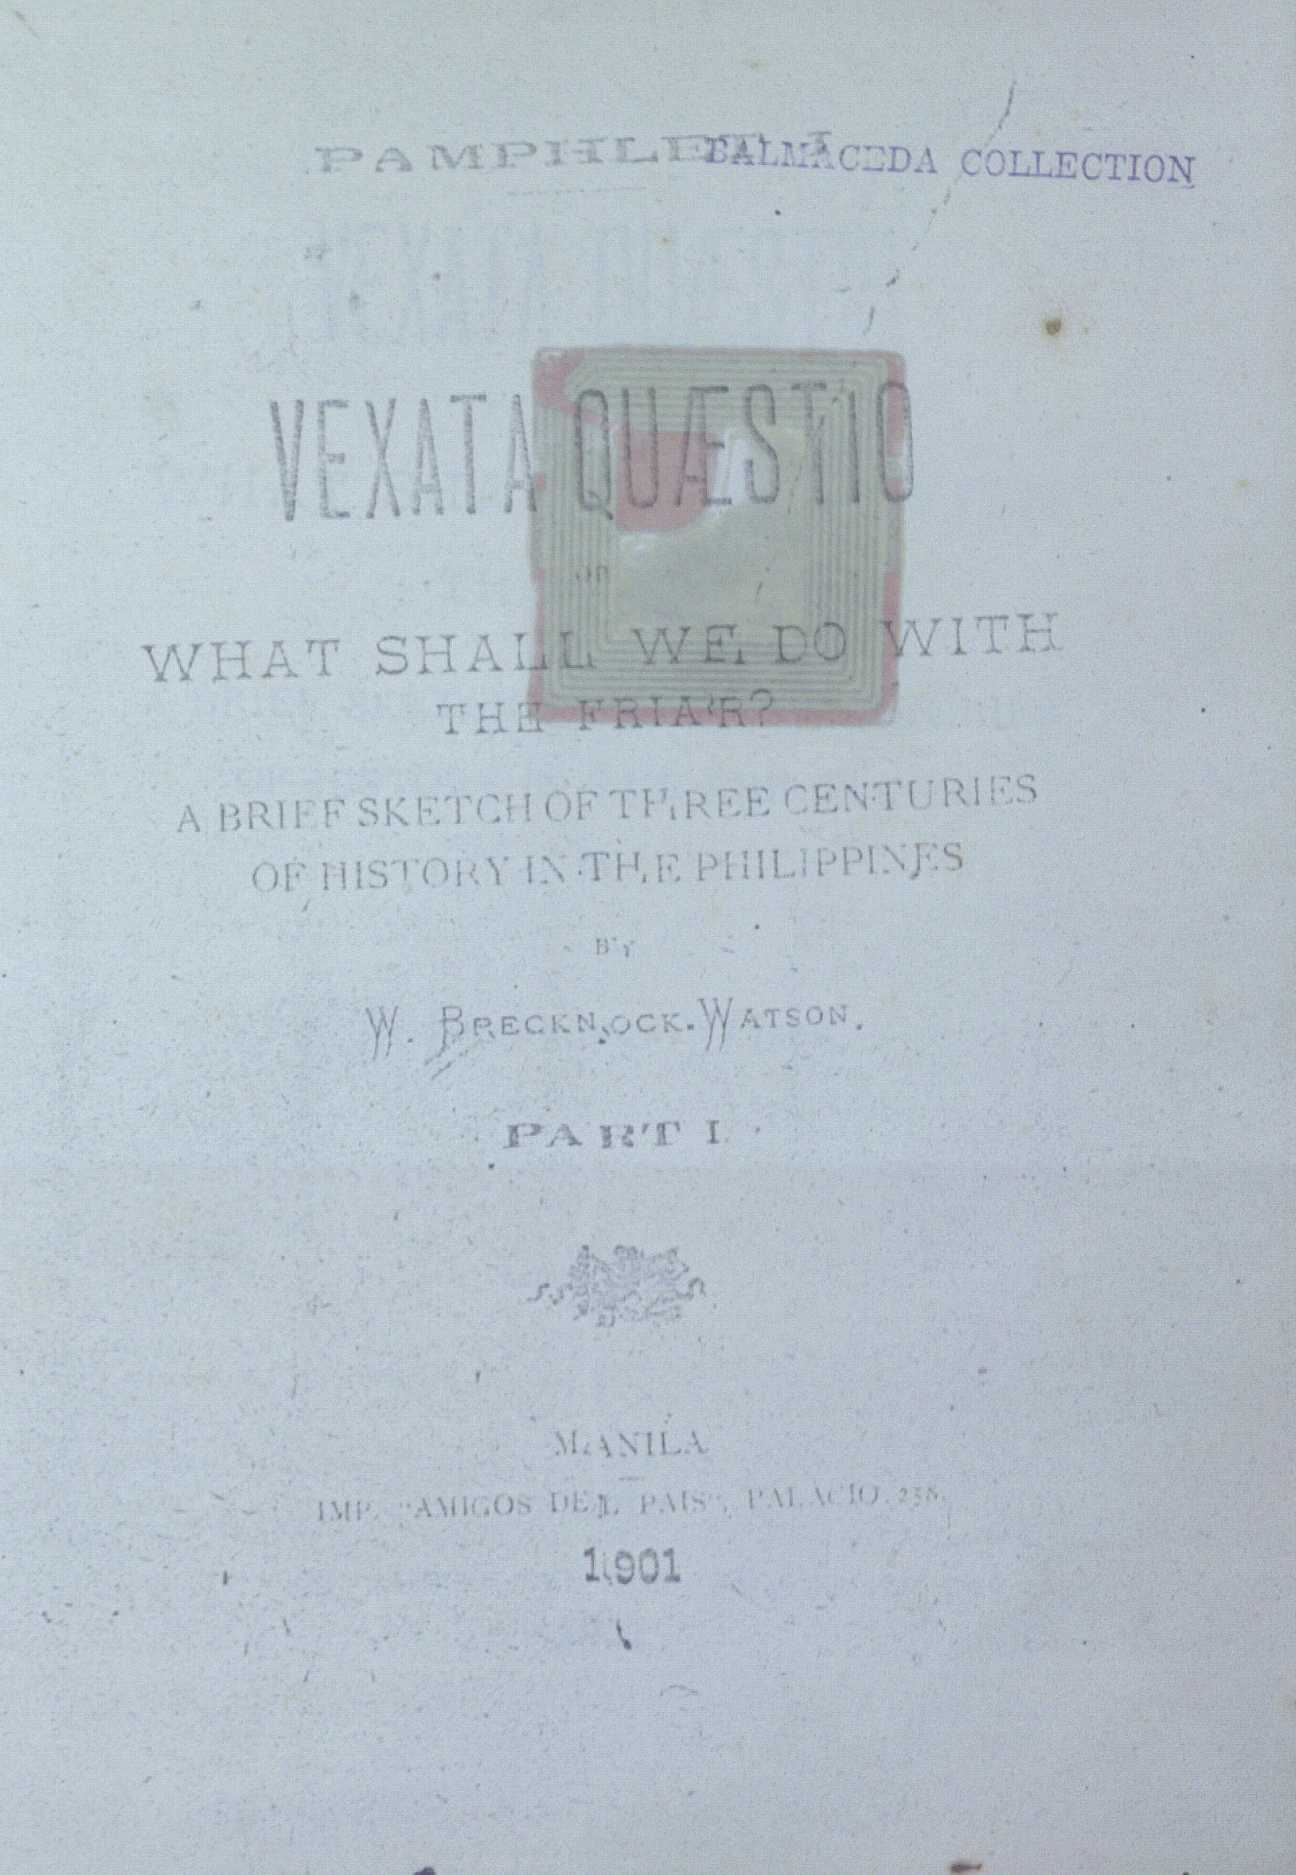 PAMPHLET I
BALMACEDA COLLECTION
VEXATA QUÆSTIO
OR
WHAT SHALL WE DO WITH
THE FRIAR?
A BRIEF SKETCH OF THREE CENTURIES
OF HISTORY IN THE PHILIPPINES
BY
W. BRECKNOCK-WATSON.
PART I
MANILA
IMP. "AMIGOS DEL PAIS", PALACIO 258.
1901